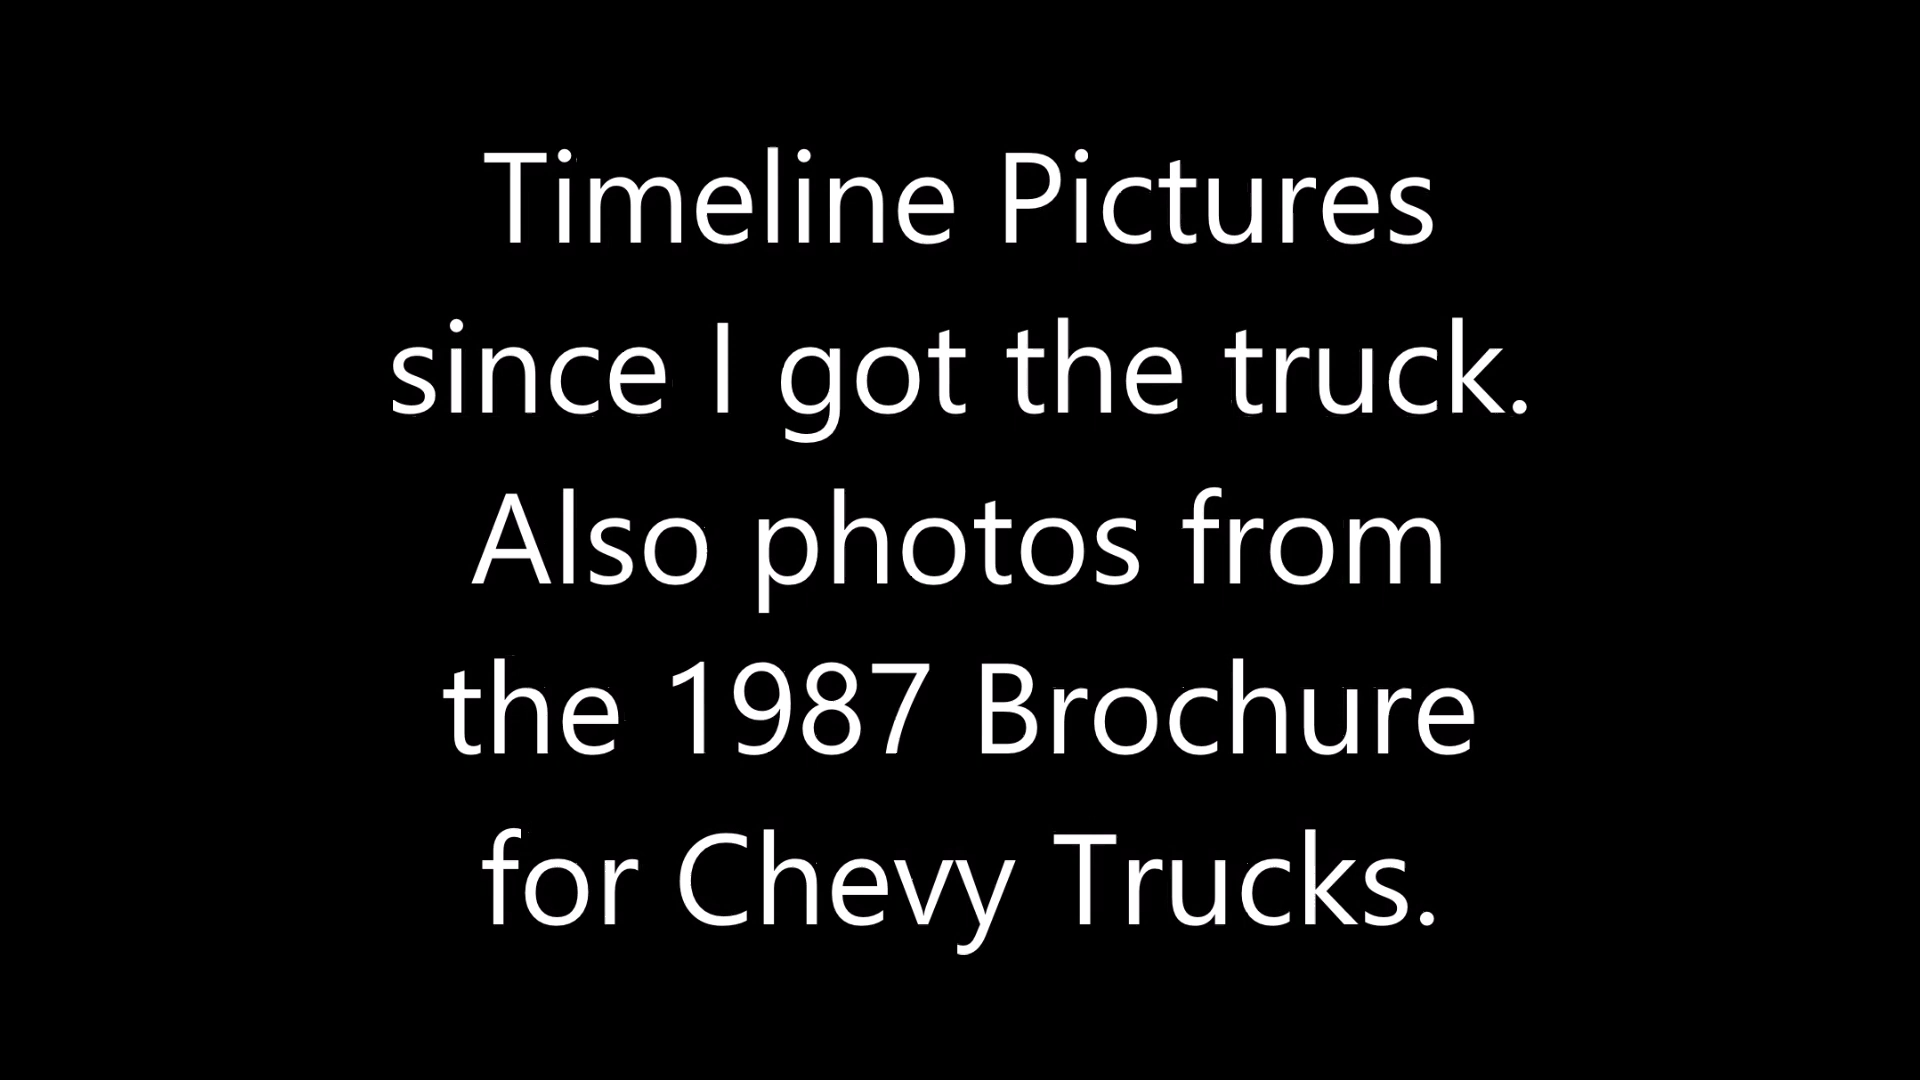 Timeline Pictures
since I got the truck.
Also photos from
the 1987 Brochure
for Chevy Trucks.